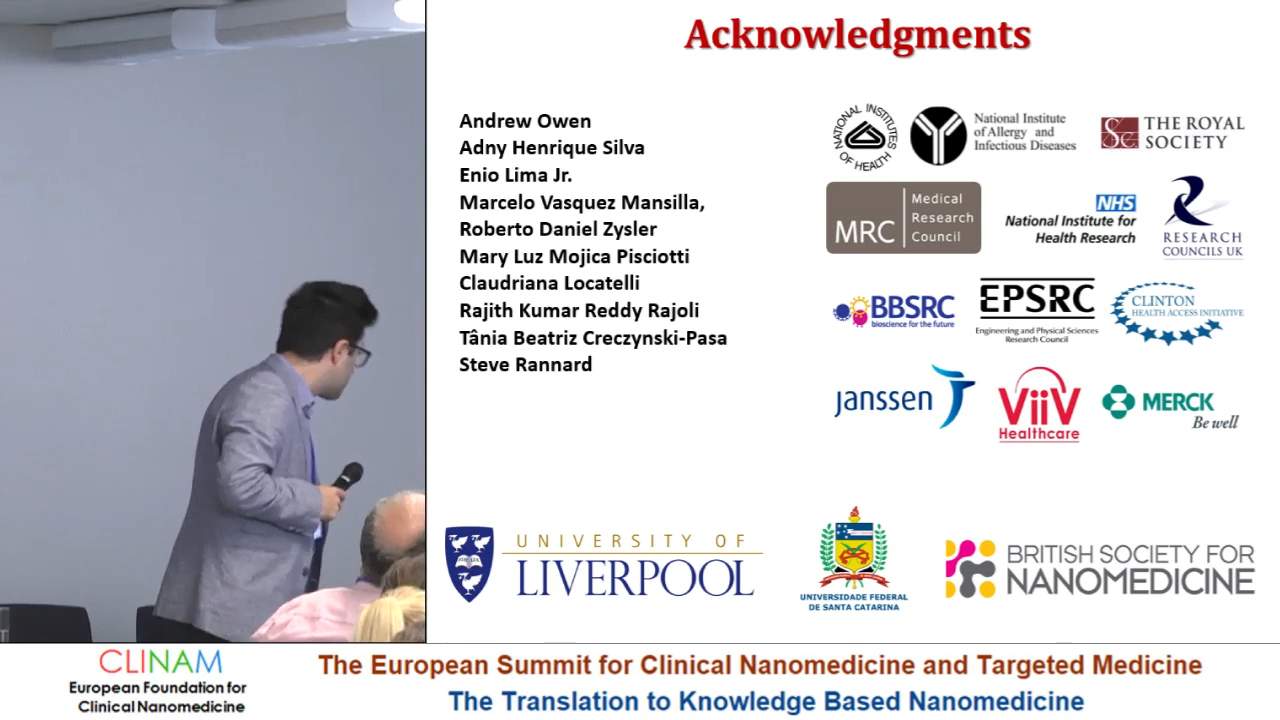 Acknowledgments
Andrew Owen
Adny Henrique Silva
Enio Lima Jr.
Marcelo Vasquez Mansilla,
Roberto Daniel Zysler
Mary Luz Mojica Pisciotti
Claudriana Locatelli
Rajith Kumar Reddy Rajoli
Tânia Beatriz Creczynski-Pasa
Steve Rannard
NATIONAL INSTITUTES
OF HEALTH
National Institute
of Allergy and
Infectious Diseases
THE ROYAL
SOCIETY
MRC
Medical
Research
Council
NHS
National Institute for
Health Research
RESEARCH
COUNCILS UK
BBSRC
bioscience for the future
EPSRC
Engineering and Physical Sciences
Research Council
CLINTON
HEALTH ACCESS INITIATIVE
janssen
ViiV
Healthcare
MERCK
Be well
UNIVERSITY OF
LIVERPOOL
UNIVERSIDADE FEDERAL
DE SANTA CATARINA
BRITISH SOCIETY FOR
NANOMEDICINE
CLINAM
European Foundation for
Clinical Nanomedicine
The European Summit for Clinical Nanomedicine and Targeted Medicine
The Translation to Knowledge Based Nanomedicine